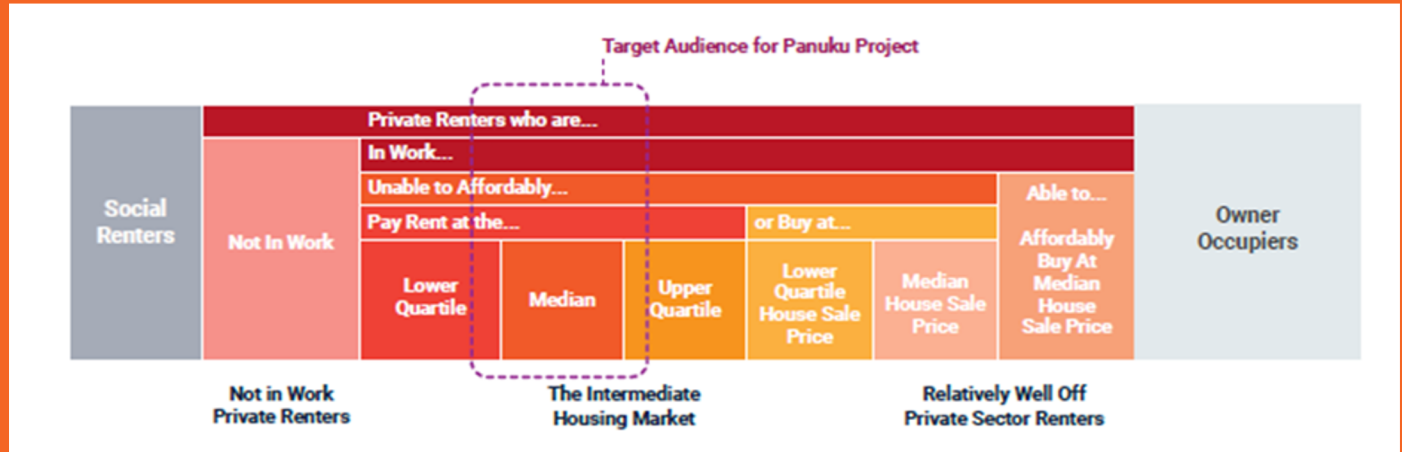 Target Audience for Panuku Project
Social
Renters
Private Renters who are...
Not In Work
In Work...
Unable to Affordably...
Pay Rent at the...
or Buy at...
Lower
Quartile
Median
Upper
Quartile
Lower
Quartile
House Sale
Price
Median
House Sale
Price
Able to...
Affordably
Buy At
Median
House
Sale Price
Owner
Occupiers
Not in Work
Private Renters
The Intermediate
Housing Market
Relatively Well Off
Private Sector Renters